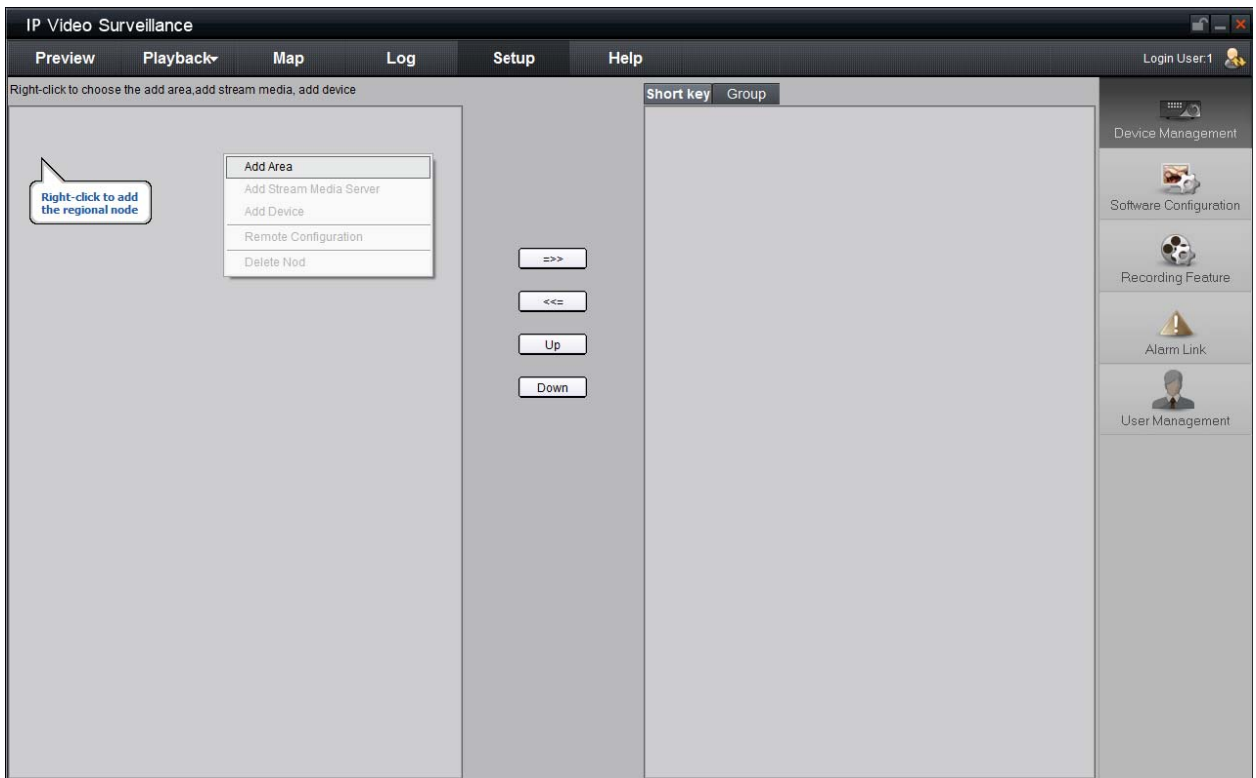 IP Video Surveillance
Preview Playback Map Log Setup Help Login User:1
Right-click to choose the add area,add stream media, add device
Short key Group
Right-click to add
the regional node
Add Area
Add Stream Media Server
Add Device
Remote Configuration
Delete Nod
=>>
<<=
Up
Down
Device Management
Software Configuration
Recording Feature
Alarm Link
User Management